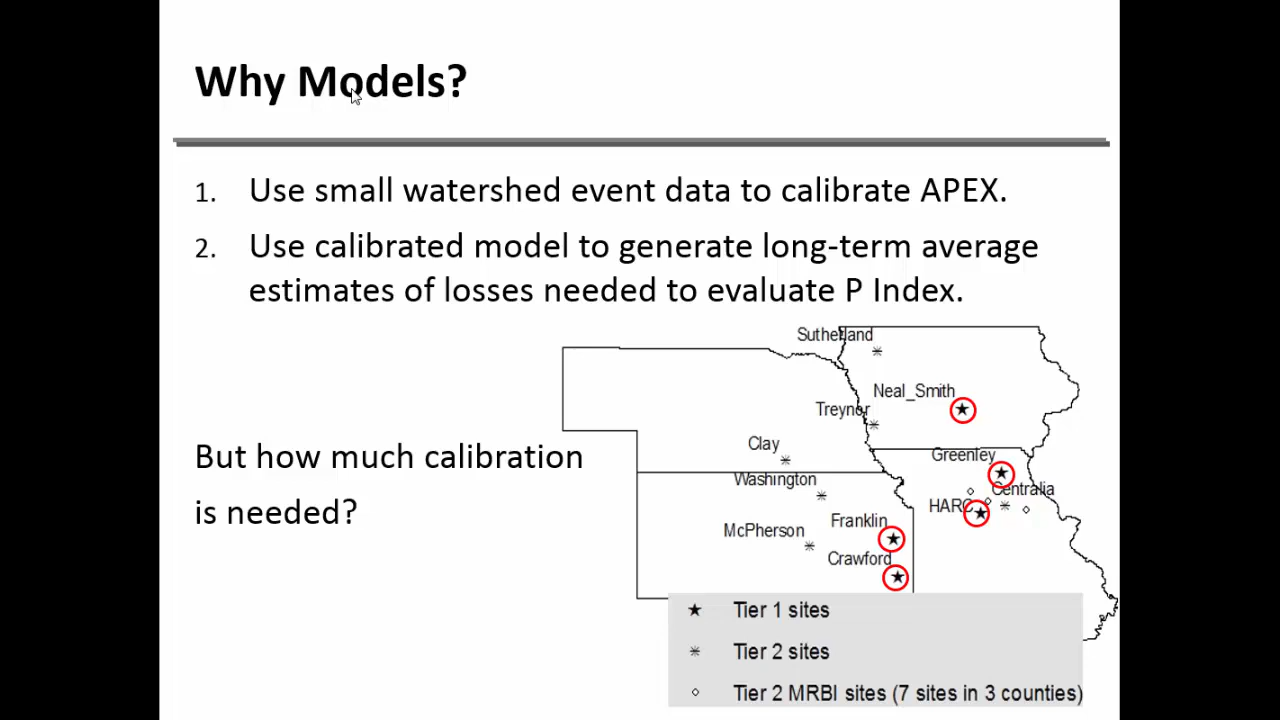 Why Models?
1. Use small watershed event data to calibrate APEX.
2. Use calibrated model to generate long-term average
estimates of losses needed to evaluate P Index.
But how much calibration
is needed?
Sutherland
Neal_Smith
Treynor
Clay
Greenley
Washington
Centralia
HARC
Franklin
McPherson
Crawford
Tier 1 sites
Tier 2 sites
Tier 2 MRBI sites (7 sites in 3 counties)